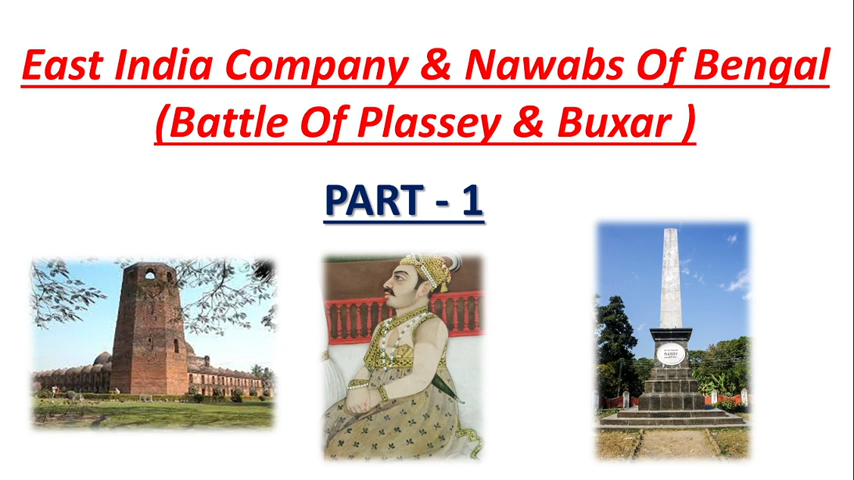 East India Company & Nawabs Of Bengal
(Battle Of Plassey & Buxar )
PART - 1